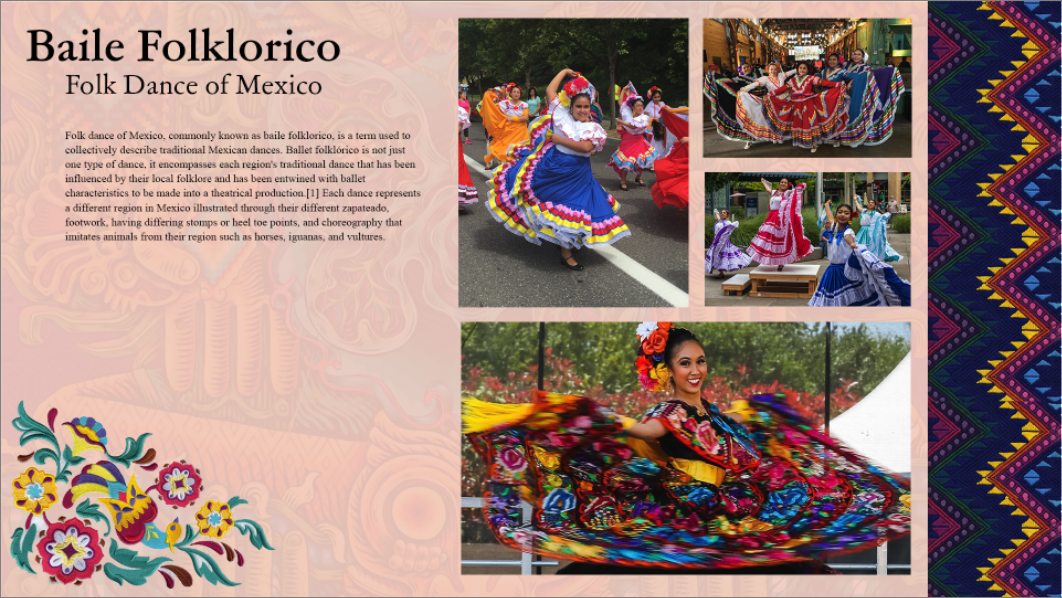 Baile Folklorico
Folk Dance of Mexico
Folk dance of Mexico, commonly known as baile folklorico, is a term used to
collectively describe traditional Mexican dances. Ballet folklórico is not just
one type of dance, it encompasses each region's traditional dance that has been
influenced by their local folklore and has been entwined with ballet
characteristics to be made into a theatrical production.[1] Each dance represents
a different region in Mexico illustrated through their different zapateado,
footwork, having differing stomps or heel toe points, and choreography that
imitates animals from their region such as horses, iguanas, and vultures.